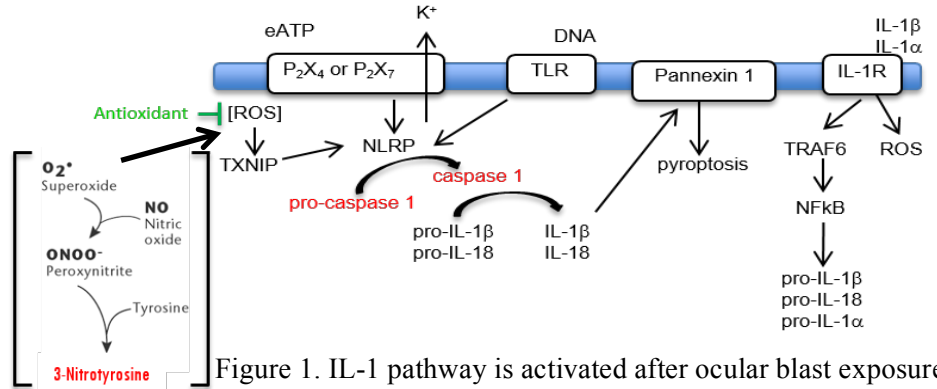 K⁺
eATP
DNA
IL-1β
IL-1α
P₂X₄ or P₂X₇
TLR
Pannexin 1
IL-1R
Antioxidant
[ROS]
TXNIP
NLRP
pyroptosis
TRAF6
ROS
caspase 1
pro-caspase 1
NFkB
pro-IL-1β
pro-IL-18
IL-1β
IL-18
pro-IL-1β
pro-IL-18
pro-IL-1α
O₂•
Superoxide
NO
Nitric
oxide
ONOO⁻
Peroxynitrite
Tyrosine
3-Nitrotyrosine
Figure 1. IL-1 pathway is activated after ocular blast exposure